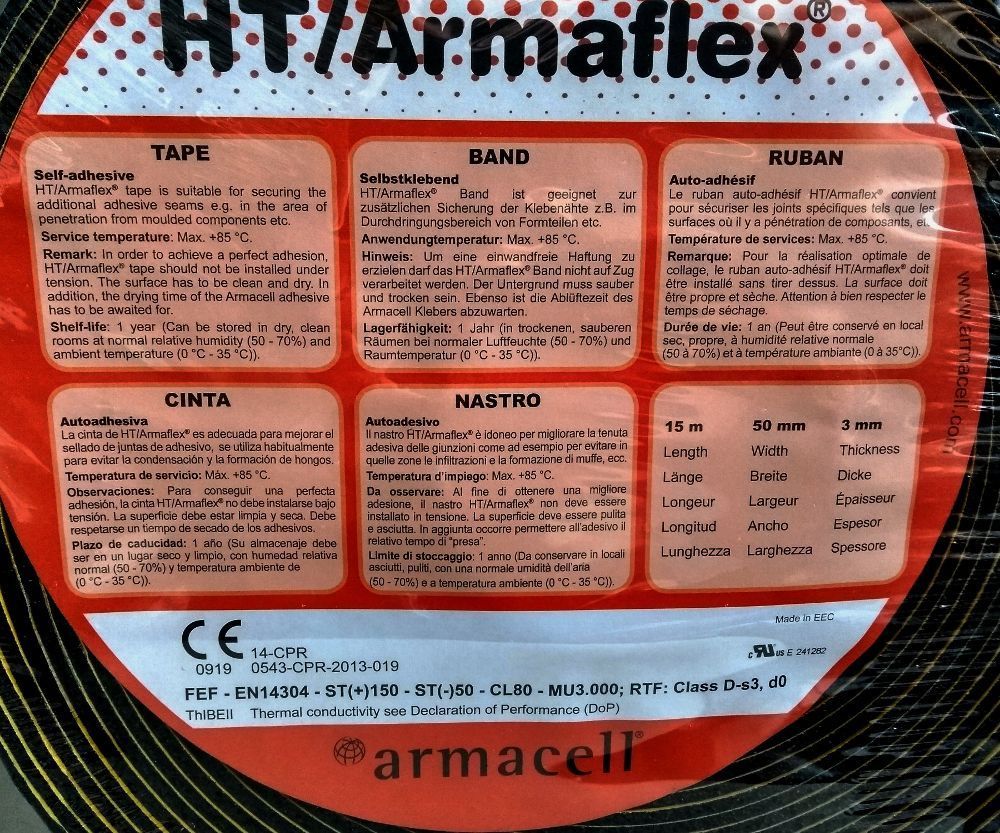 HT/Armaflex®
TAPE
Self-adhesive
HT/Armaflex® tape is suitable for securing the
additional adhesive seams e.g. in the area of
penetration from moulded components etc.
Service temperature: Max. +85 °C.
Remark: In order to achieve a perfect adhesion,
HT/Armaflex® tape should not be installed under
tension. The surface has to be clean and dry. In
addition, the drying time of the Armacell adhesive
has to be awaited for.
Shelf-life: 1 year (Can be stored in dry, clean
rooms at normal relative humidity (50 - 70%) and
ambient temperature (0 °C - 35 °C)).
BAND
Selbstklebend
HT/Armaflex® Band ist geeignet zur
zusätzlichen Sicherung der Klebenähte z.B. im
Durchdringungsbereich von Formteilen etc.
Anwendungtemperatur: Max. +85 °C.
Hinweis: Um eine einwandfreie Haftung zu
erzielen darf das HT/Armaflex® Band nicht auf Zug
verarbeitet werden. Der Untergrund muss sauber
und trocken sein. Ebenso ist die Ablüftezeit des
Armacell Klebers abzuwarten.
Lagerfähigkeit: 1 Jahr (in trockenen, sauberen
Räumen bei normaler Luftfeuchte (50 - 70%) und
Raumtemperatur (0 °C - 35 °C)).
RUBAN
Auto-adhésif
Le ruban auto-adhésif HT/Armaflex® convient
pour sécuriser les joints spécifiques tels que les
surfaces où il y a pénétration de composants,
Température de services: Max. +85 °C.
Remarque: Pour la réalisation optimale de
collage, le ruban auto-adhésif HT/Armaflex® doit
être installé sans tirer dessus. La surface doit
être propre et sèche. Attention à bien respecter le
temps de séchage.
Durée de vie: 1 an (Peut être conservé en local
sec, propre, à humidité relative normale
(50 à 70%) et à température ambiante (0 à 35°C)).
www.armacell.com
CINTA
Autoadhesiva
La cinta de HT/Armaflex® es adecuada para mejorar el
sellado de juntas de adhesivo, se utiliza habitualmente
para evitar la condensación y la formación de hongos.
Temperatura de servicio: Máx. +85 °C.
Observaciones: Para conseguir una perfecta
adhesión, la cinta HT/Armaflex® no debe instalarse bajo
tensión. La superficie debe estar limpia y seca. Debe
respetarse un tiempo de secado de los adhesivos.
Plazo de caducidad: 1 año (Su almacenaje debe
ser en un lugar seco y limpio, con humedad relativa
normal (50 - 70%) y temperatura ambiente de
(0 °C - 35 °C)).
NASTRO
Autoadesivo
Il nastro HT/Armaflex® è idoneo per migliorare la tenuta
adesiva delle giunzioni come ad esempio per evitare in
quelle zone le infiltrazioni e la formazione di muffe, ecc.
Temperatura d'impiego: Max. +85 °C.
Da osservare: Al fine di ottenere una migliore
adesione, il nastro HT/Armaflex® non deve essere
installato in tensione. La superficie deve essere pulita
e asciutta. In aggiunta occorre permettere all'adesivo il
relativo tempo di "presa".
Limite di stoccaggio: 1 anno (Da conservare in locali
asciutti, puliti, con una normale umidità dell'aria
(50 - 70%) e a temperatura ambiente (0 °C - 35 °C)).
15 m 50 mm 3 mm
Length Width Thickness
Länge Breite Dicke
Longeur Largeur Épaisseur
Longitud Ancho Espesor
Lunghezza Larghezza Spessore
Made in EEC
CE 14-CPR
0919 0543-CPR-2013-019
c RU us E 241282
FEF - EN14304 - ST(+)150 - ST(-)50 - CL80 - MU3.000; RTF: Class D-s3, d0
ThIBEII Thermal conductivity see Declaration of Performance (DoP)
armacell®